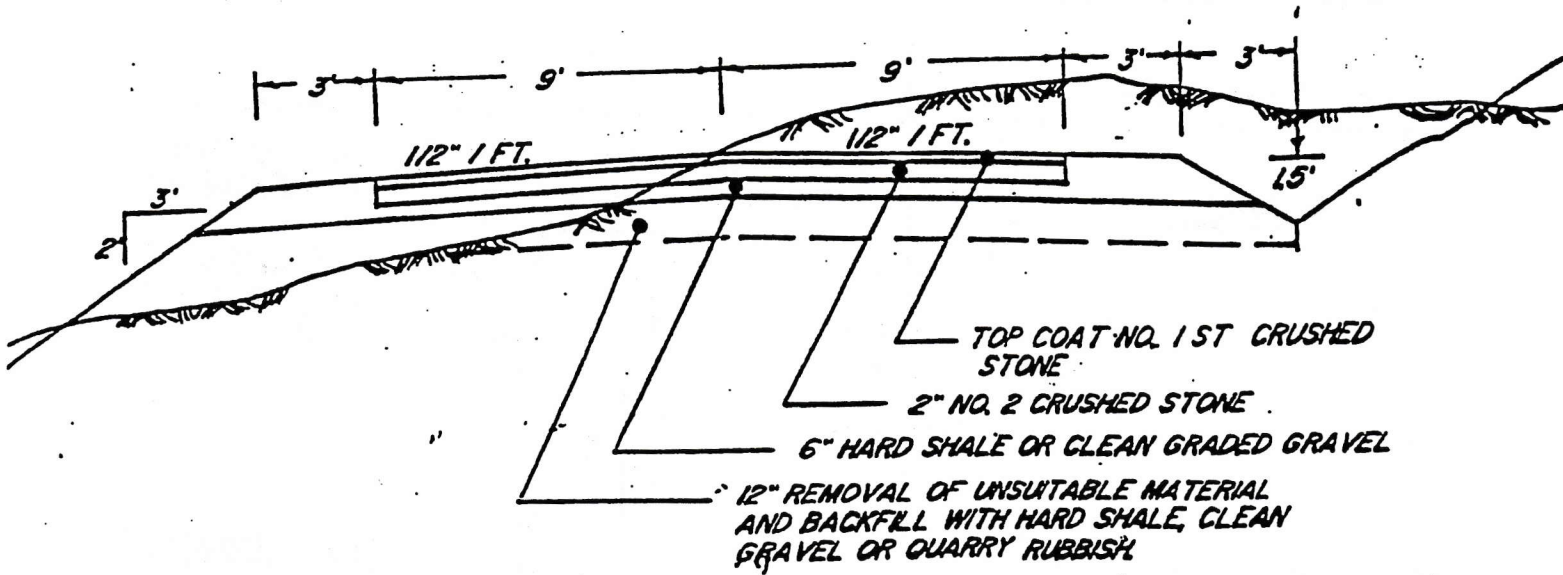 3' 9' 9' 3' 3'
1/2" / FT. 1/2" / FT.
1.5'
3'
2'
TOP COAT NO. 1 ST CRUSHED
STONE
2" NO. 2 CRUSHED STONE
6" HARD SHALE OR CLEAN GRADED GRAVEL
12" REMOVAL OF UNSUITABLE MATERIAL
AND BACKFILL WITH HARD SHALE, CLEAN
GRAVEL OR QUARRY RUBBISH